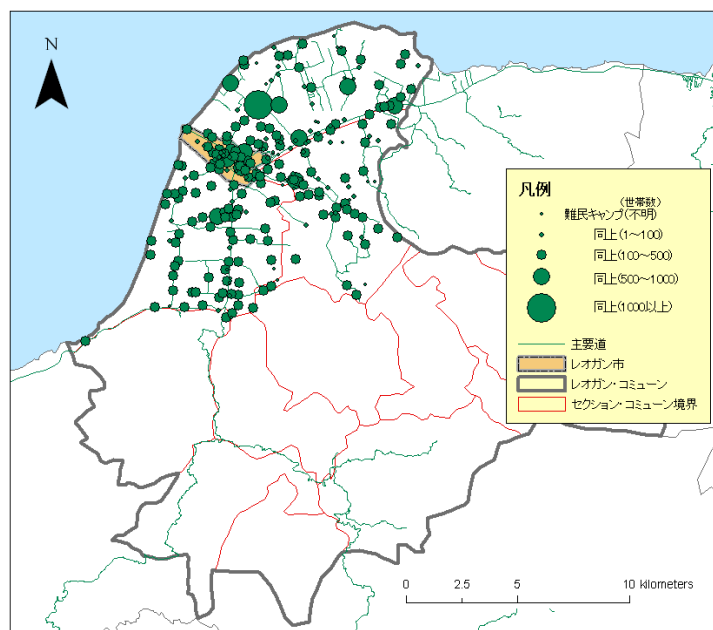 N
凡例
(世帯数)
難民キャンプ(不明)
同上(1～100)
同上(100～500)
同上(500～1000)
同上(1000以上)
主要道
レオガン市
レオガン・コミューン
セクション・コミューン境界
0 2.5 5 10 kilometers